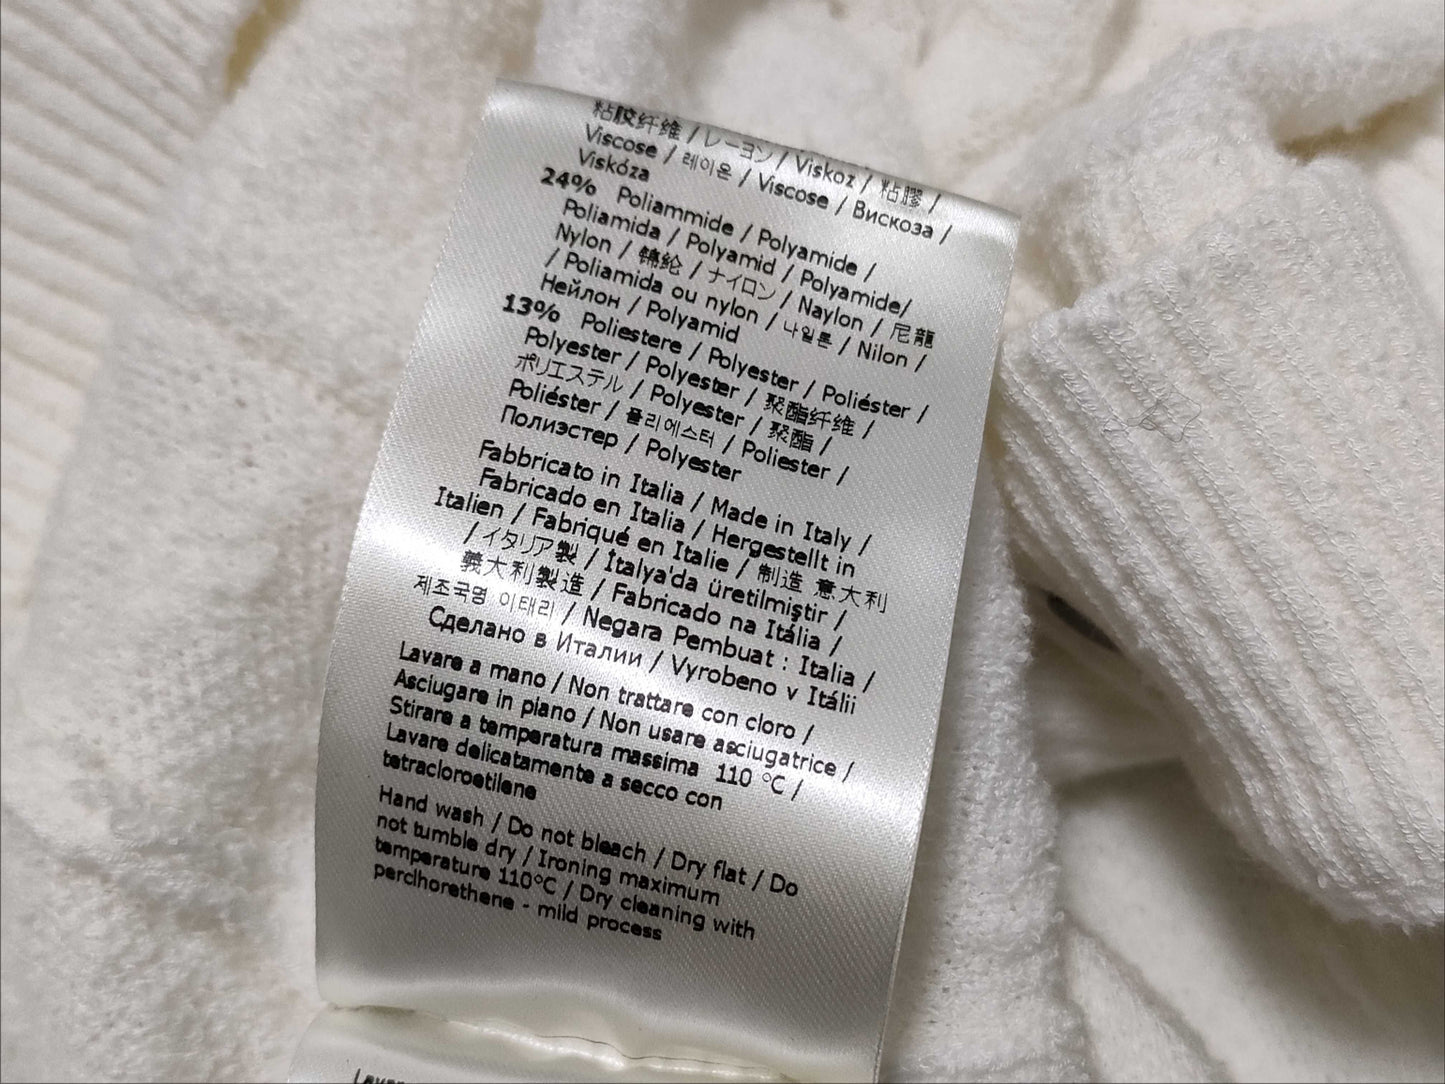 粘胶纤维 / レーヨン / Viskoz / 粘膠 /
Viscose / 레이온 / Viscose / Вискоза /
Viskóza
24% Poliammide / Polyamide /
Poliamida / Polyamid / Polyamide/
Nylon / 锦纶 / ナイロン / Naylon / 尼龍
/ Poliamida ou nylon / 나일론 / Nilon /
Нейлон / Polyamid
13% Poliestere / Polyester / Poliéster /
Polyester / Polyester / 聚酯纤维 /
ポリエステル / Polyester / 聚酯 /
Poliéster / 폴리에스터 / Poliester /
Полиэстер / Polyester
Fabbricato in Italia / Made in Italy /
Fabricado en Italia / Hergestellt in
Italien / Fabriqué en Italie / 制造 意大利
/ イタリア製 / İtalya'da üretilmiştir /
義大利製造 / Fabricado na Itália /
제조국명 이태리 / Negara Pembuat : Italia /
Сделано в Италии / Vyrobeno v Itálii
Lavare a mano / Non trattare con cloro /
Asciugare in piano / Non usare asciugatrice /
Stirare a temperatura massima 110 °C /
Lavare delicatamente a secco con
tetracloroetilene
Hand wash / Do not bleach / Dry flat / Do
not tumble dry / Ironing maximum
temperature 110°C / Dry cleaning with
perclhorethene - mild process